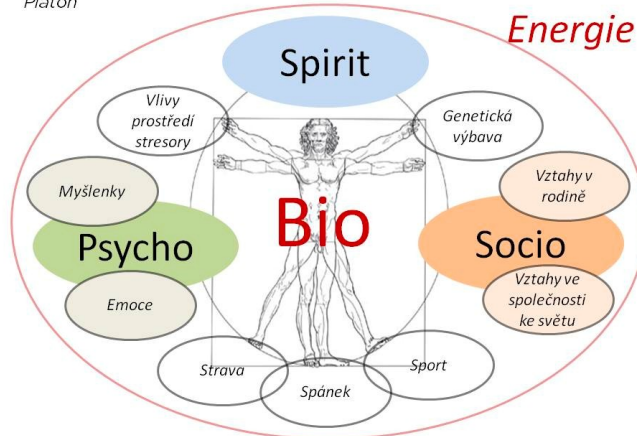 Platón
Energie
Spirit
Vlivy
prostředí
stresory
Genetická
výbava
Myšlenky
Vztahy v
rodině
Bio
Psycho
Socio
Emoce
Vztahy ve
společnosti
ke světu
Strava
Sport
Spánek